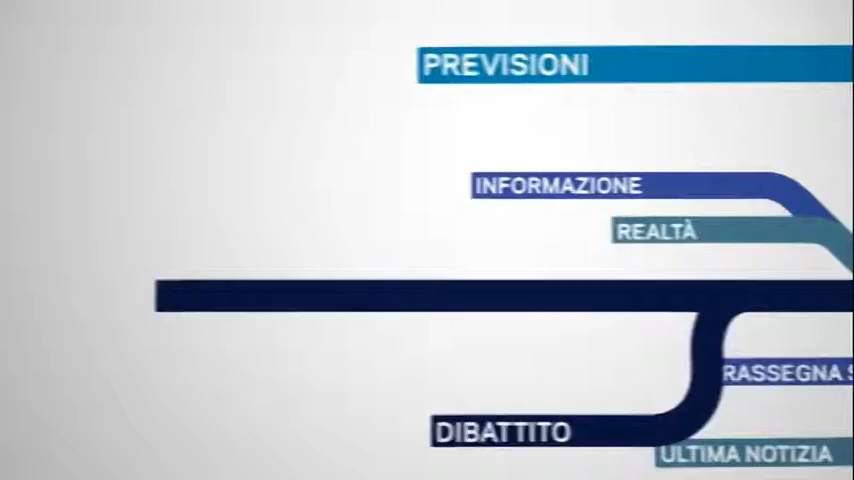 PREVISIONI
INFORMAZIONE
REALTÀ
RASSEGNA S
DIBATTITO
ULTIMA NOTIZIA